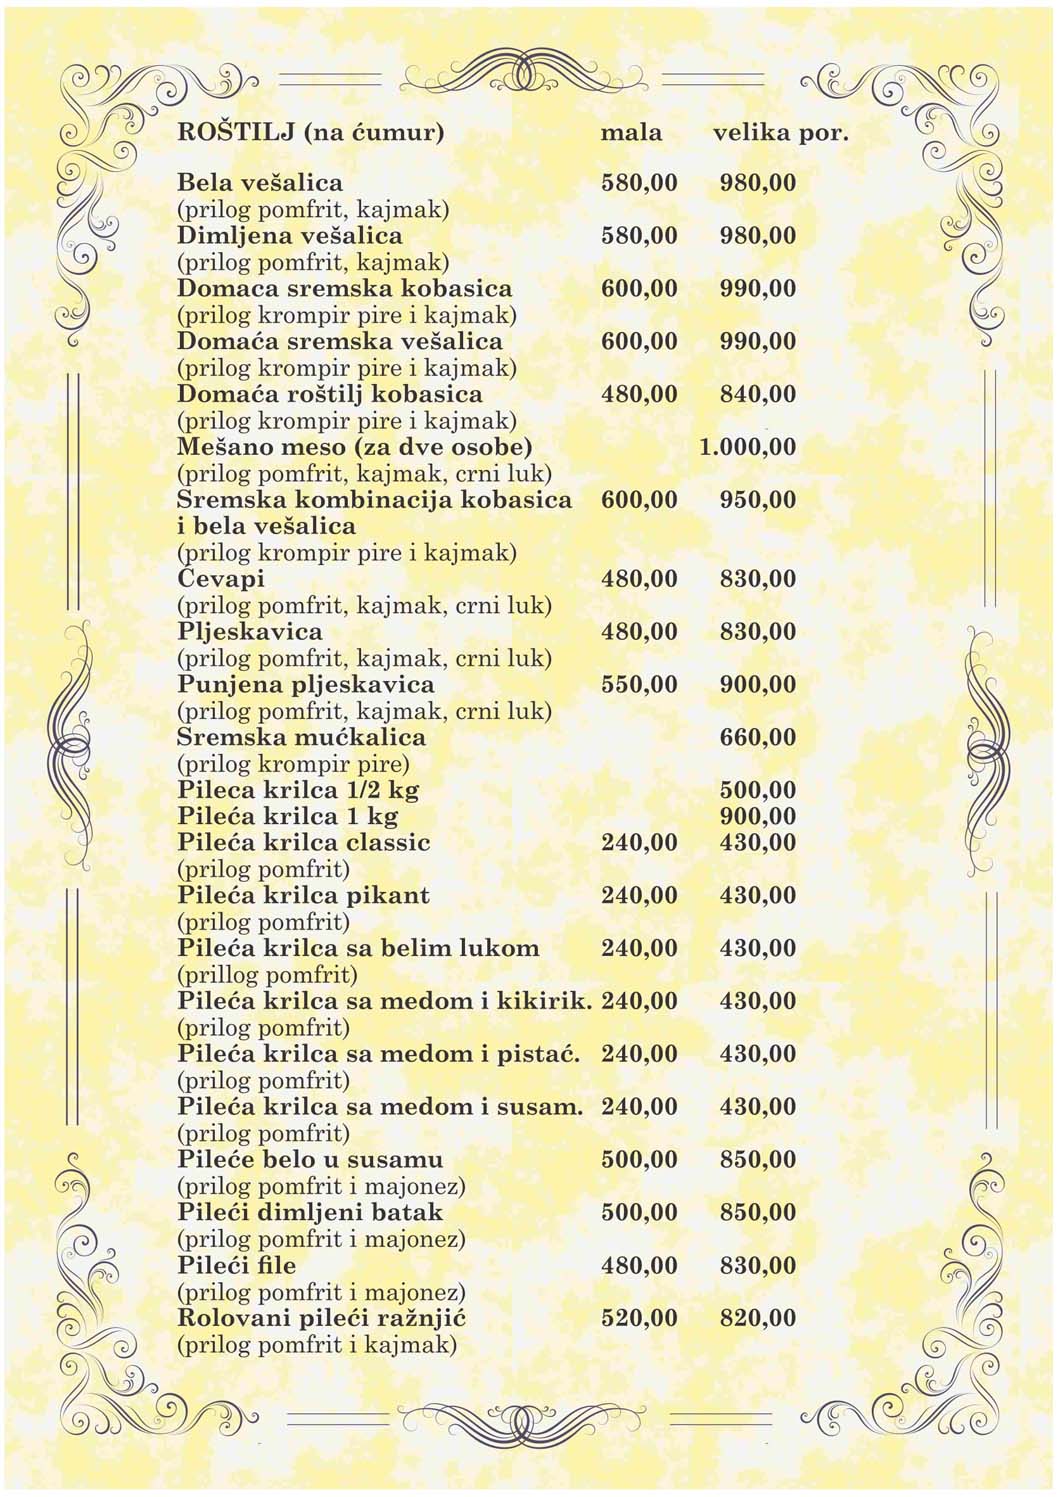 ROŠTILJ (na ćumur) mala velika por.
Bela vešalica 580,00 980,00
(prilog pomfrit, kajmak)
Dimljena vešalica 580,00 980,00
(prilog pomfrit, kajmak)
Domaca sremska kobasica 600,00 990,00
(prilog krompir pire i kajmak)
Domaća sremska vešalica 600,00 990,00
(prilog krompir pire i kajmak)
Domaća roštilj kobasica 480,00 840,00
(prilog krompir pire i kajmak)
Mešano meso (za dve osobe) 1.000,00
(prilog pomfrit, kajmak, crni luk)
Sremska kombinacija kobasica 600,00 950,00
i bela vešalica
(prilog krompir pire i kajmak)
Ćevapi 480,00 830,00
(prilog pomfrit, kajmak, crni luk)
Pljeskavica 480,00 830,00
(prilog pomfrit, kajmak, crni luk)
Punjena pljeskavica 550,00 900,00
(prilog pomfrit, kajmak, crni luk)
Sremska mućkalica 660,00
(prilog krompir pire)
Pileca krilca 1/2 kg 500,00
Pileća krilca 1 kg 900,00
Pileća krilca classic 240,00 430,00
(prilog pomfrit)
Pileća krilca pikant 240,00 430,00
(prilog pomfrit)
Pileća krilca sa belim lukom 240,00 430,00
(prillog pomfrit)
Pileća krilca sa medom i kikirik. 240,00 430,00
(prilog pomfrit)
Pileća krilca sa medom i pistać. 240,00 430,00
(prilog pomfrit)
Pileća krilca sa medom i susam. 240,00 430,00
(prilog pomfrit)
Pileće belo u susamu 500,00 850,00
(prilog pomfrit i majonez)
Pileći dimljeni batak 500,00 850,00
(prilog pomfrit i majonez)
Pileći file 480,00 830,00
(prilog pomfrit i majonez)
Rolovani pileći ražnjić 520,00 820,00
(prilog pomfrit i kajmak)